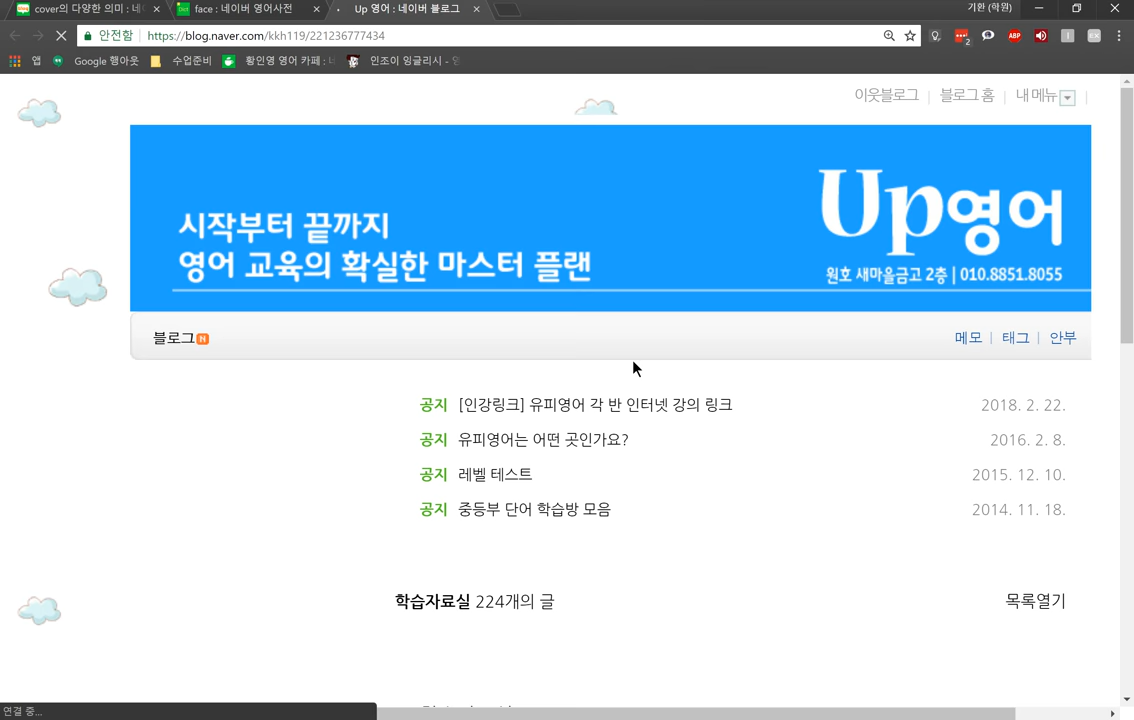 cover의 다양한 의미 : 네
face : 네이버 영어사전
Up 영어 : 네이버 블로그
기환 (학원)
안전함
https://blog.naver.com/kkh119/221236777434
앱
Google 행아웃
수업준비
황인영 영어 카페 : 네
인조이 잉글리시 - 영
이웃블로그 | 블로그 홈 | 내 메뉴
시작부터 끝까지
영어 교육의 확실한 마스터 플랜
Up영어
원호 새마을금고 2층 | 010.8851.8055
블로그 N
메모 | 태그 | 안부
공지 [인강링크] 유피영어 각 반 인터넷 강의 링크 2018. 2. 22.
공지 유피영어는 어떤 곳인가요? 2016. 2. 8.
공지 레벨 테스트 2015. 12. 10.
공지 중등부 단어 학습방 모음 2014. 11. 18.
학습자료실 224개의 글 목록열기
연결 중...